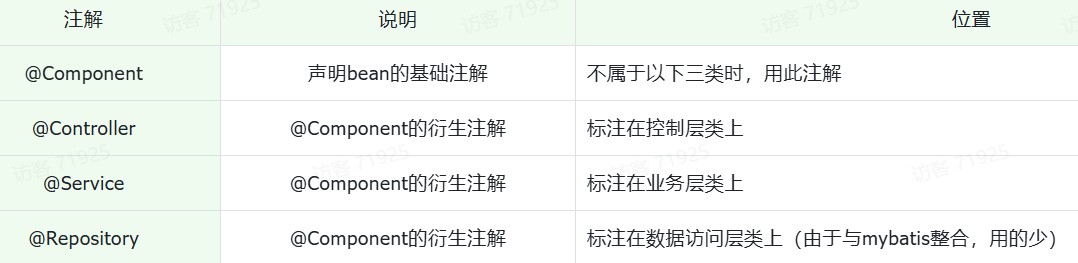 注解 说明 位置
@Component 声明bean的基础注解 不属于以下三类时，用此注解
@Controller @Component的衍生注解 标注在控制层类上
@Service @Component的衍生注解 标注在业务层类上
@Repository @Component的衍生注解 标注在数据访问层类上（由于与mybatis整合，用的少）
访客 71925
访客 71925
访客 71925
访客 71925
访客 71925